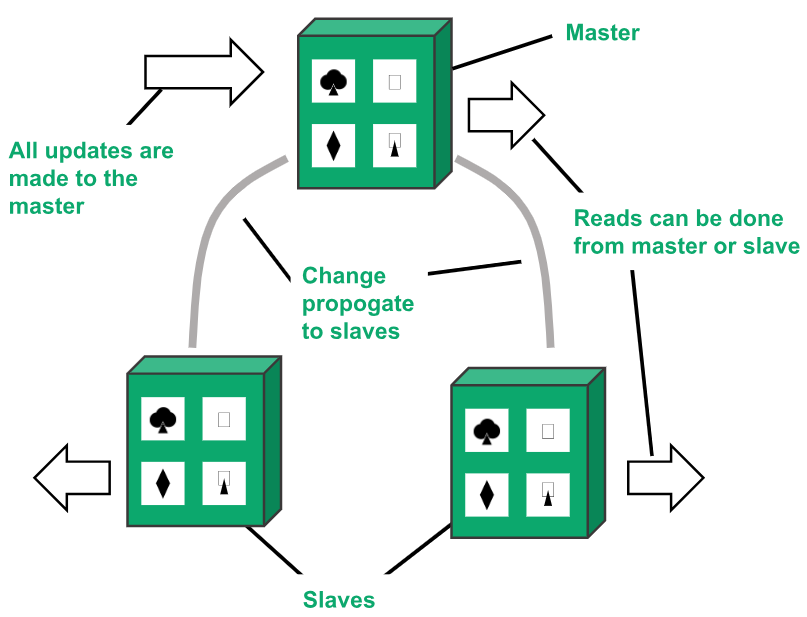 Master
All updates are
made to the
master
Reads can be done
from master or slave
Change
propogate
to slaves
Slaves